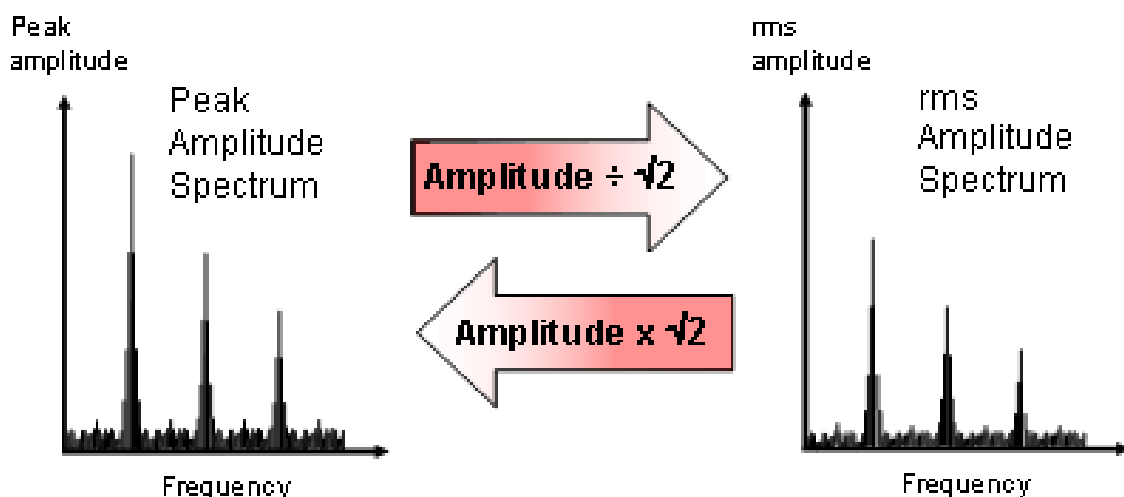 Peak
amplitude
Peak
Amplitude
Spectrum
Frequency
Amplitude ÷ √2
Amplitude x √2
rms
amplitude
rms
Amplitude
Spectrum
Frequency